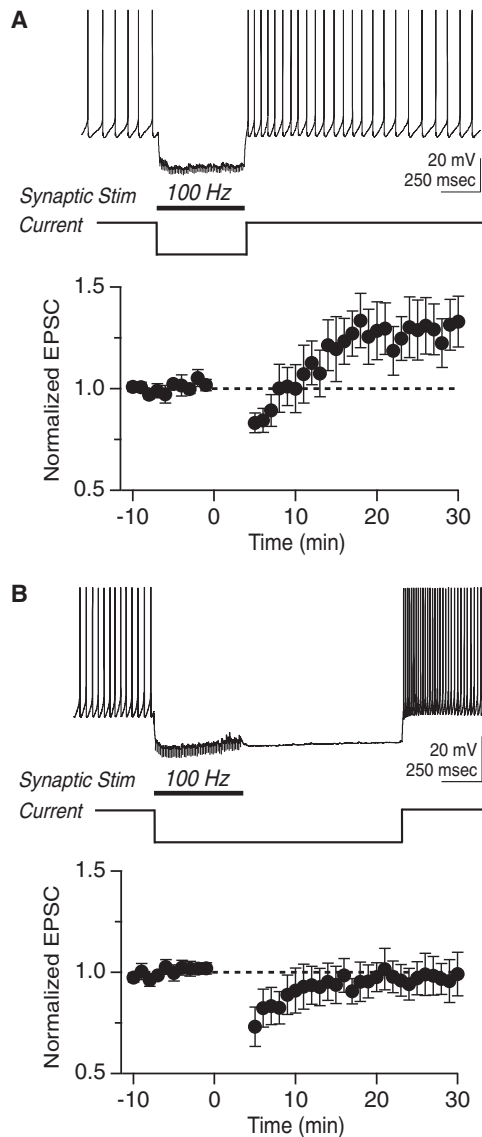 A
20 mV
250 msec
Synaptic Stim 100 Hz
Current
1.5
1.0
0.5
Normalized EPSC
-10 0 10 20 30
Time (min)
B
20 mV
250 msec
Synaptic Stim 100 Hz
Current
1.5
1.0
0.5
Normalized EPSC
-10 0 10 20 30
Time (min)